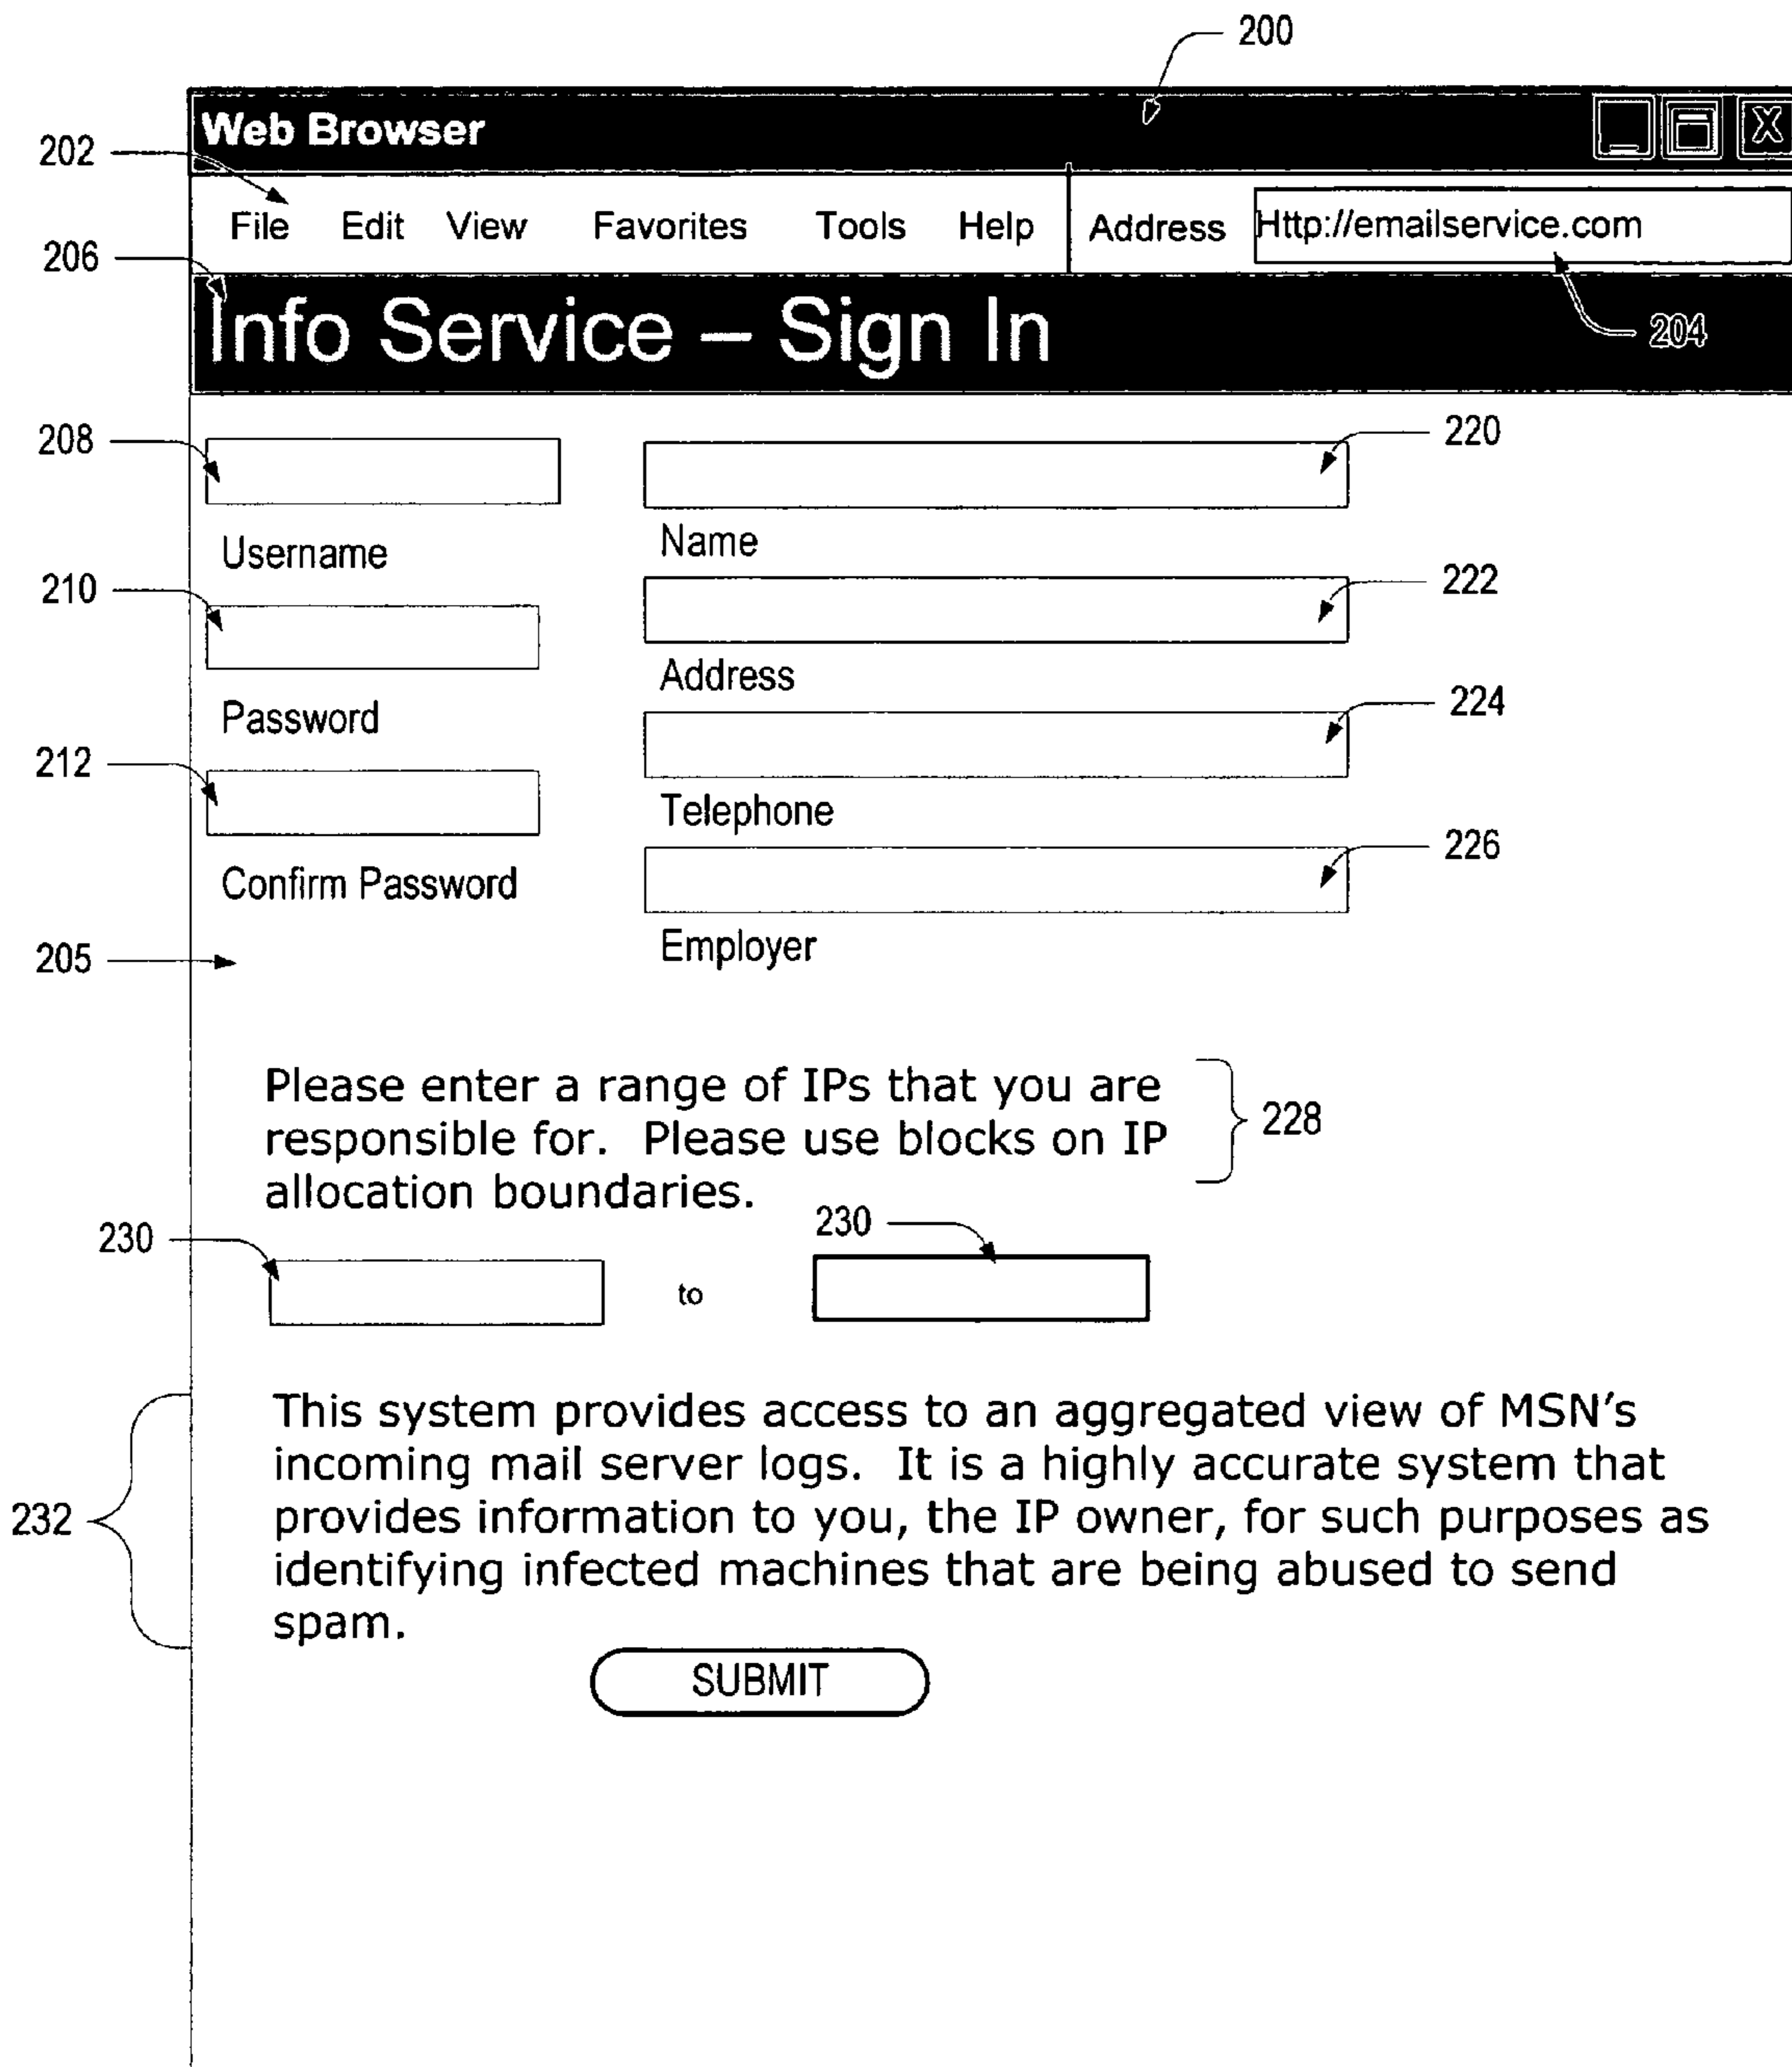 200
Web Browser
202
File Edit View Favorites Tools Help Address Http://emailservice.com
206
Info Service – Sign In
204
208
220
Username
Name
210
222
Address
Password
224
212
Telephone
226
Confirm Password
Employer
205
Please enter a range of IPs that you are
responsible for. Please use blocks on IP
allocation boundaries.
228
230
230
to
This system provides access to an aggregated view of MSN's
incoming mail server logs. It is a highly accurate system that
provides information to you, the IP owner, for such purposes as
identifying infected machines that are being abused to send
spam.
232
SUBMIT